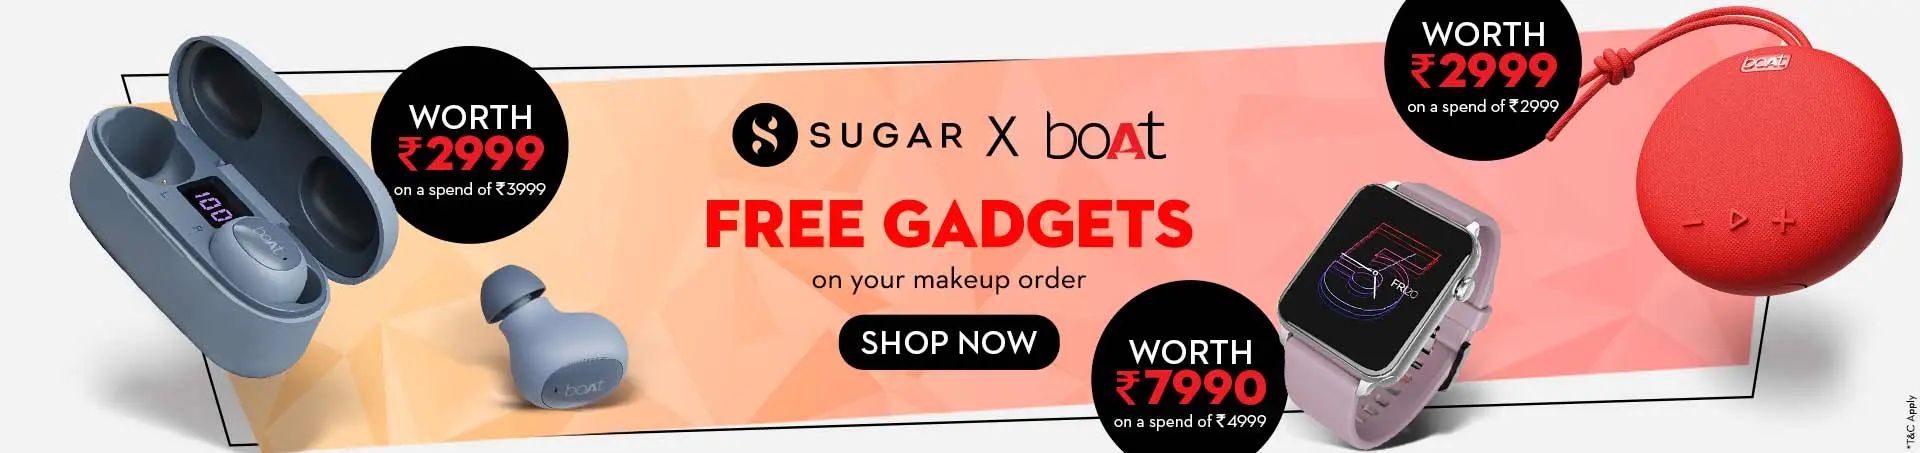 WORTH
₹2999
on a spend of ₹3999
100
L
R
boAt
boAt
SUGAR X boAt
FREE GADGETS
on your makeup order
SHOP NOW
WORTH
₹7990
on a spend of ₹4999
5
FRI 20
WORTH
₹2999
on a spend of ₹2999
boAt
*T&C Apply